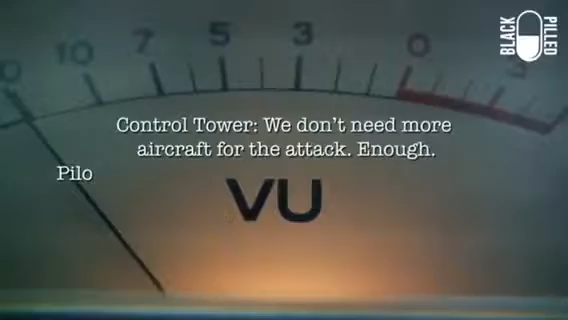 BLACK
PILLED
10 7 5 3 0
Control Tower: We don't need more
aircraft for the attack. Enough.
Pilo
VU